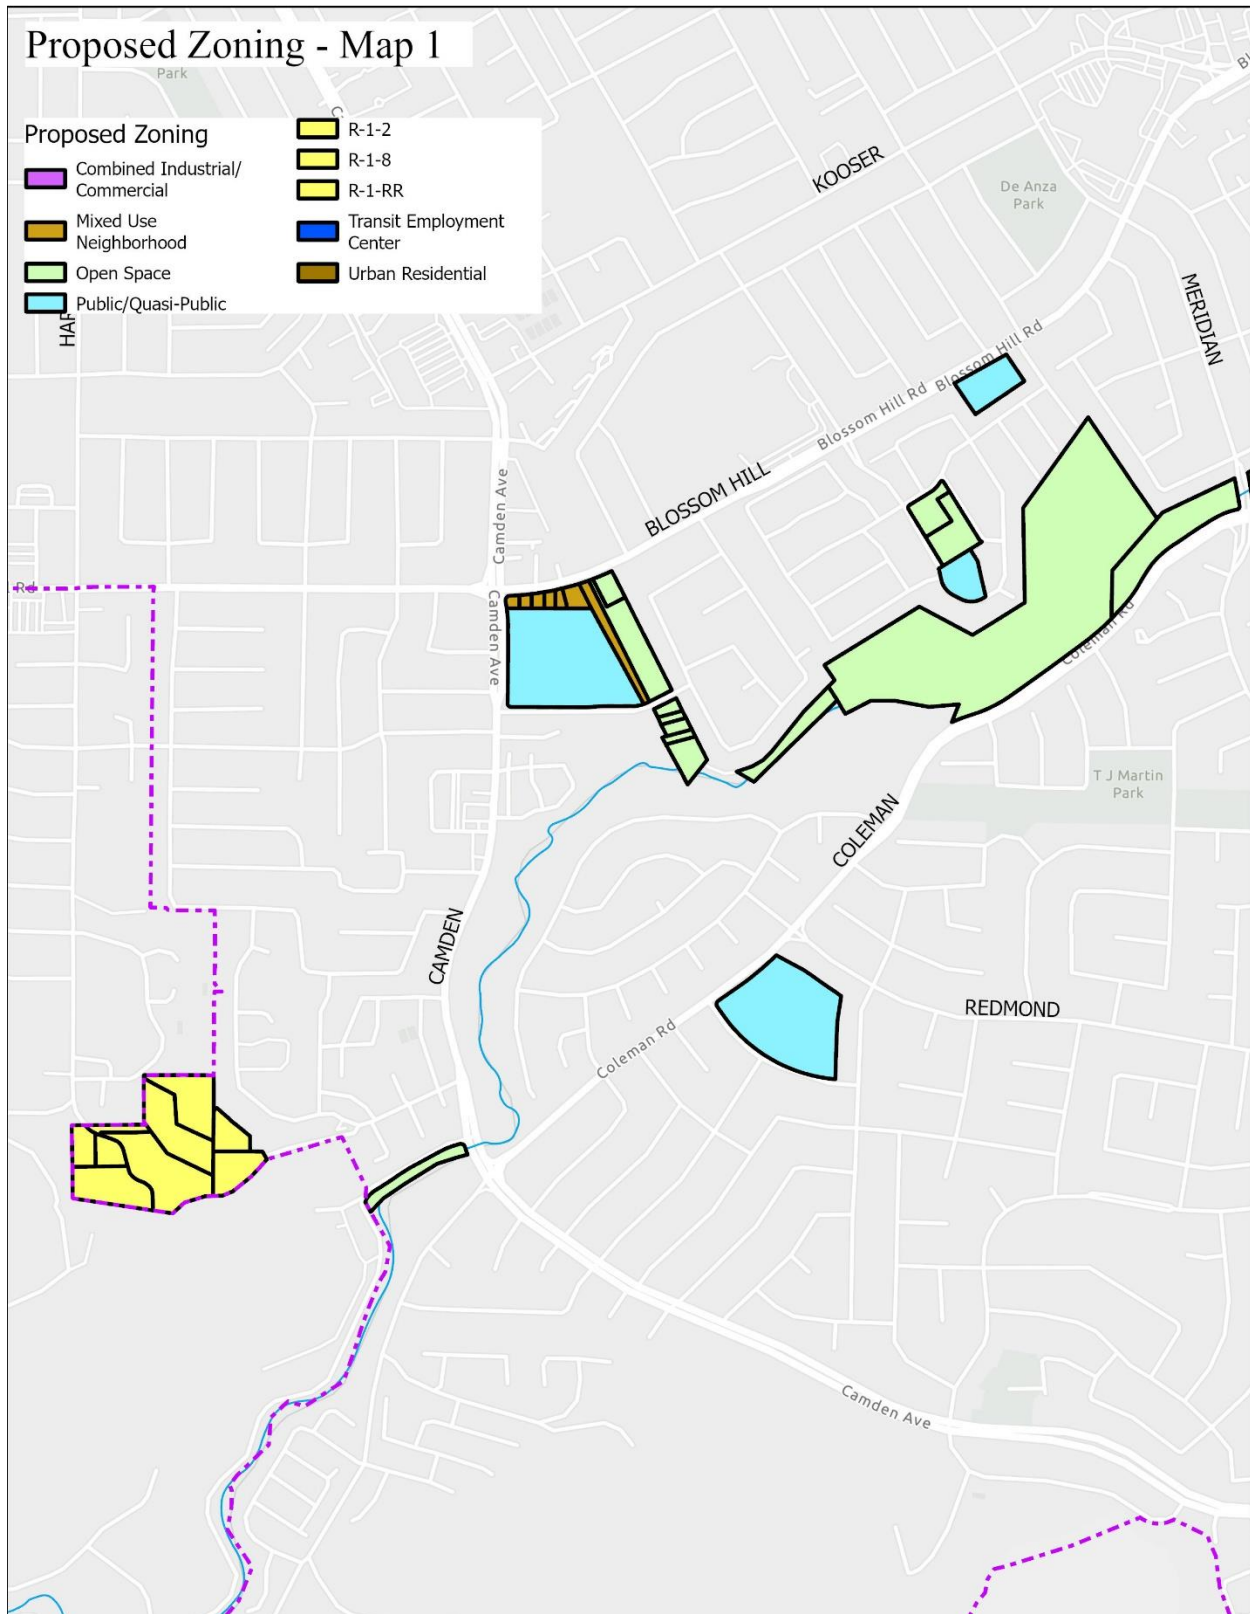 Proposed Zoning - Map 1
Park
Proposed Zoning
Combined Industrial/
Commercial
Mixed Use
Neighborhood
Open Space
Public/Quasi-Public
R-1-2
R-1-8
R-1-RR
Transit Employment
Center
Urban Residential
KOOSER
De Anza
Park
MERIDIAN
Blossom Hill Rd
Blossom Hill Rd
BLOSSOM HILL
Camden Ave
Camden Ave
Rd
Coleman Rd
T J Martin
Park
COLEMAN
CAMDEN
REDMOND
Coleman Rd
Camden Ave